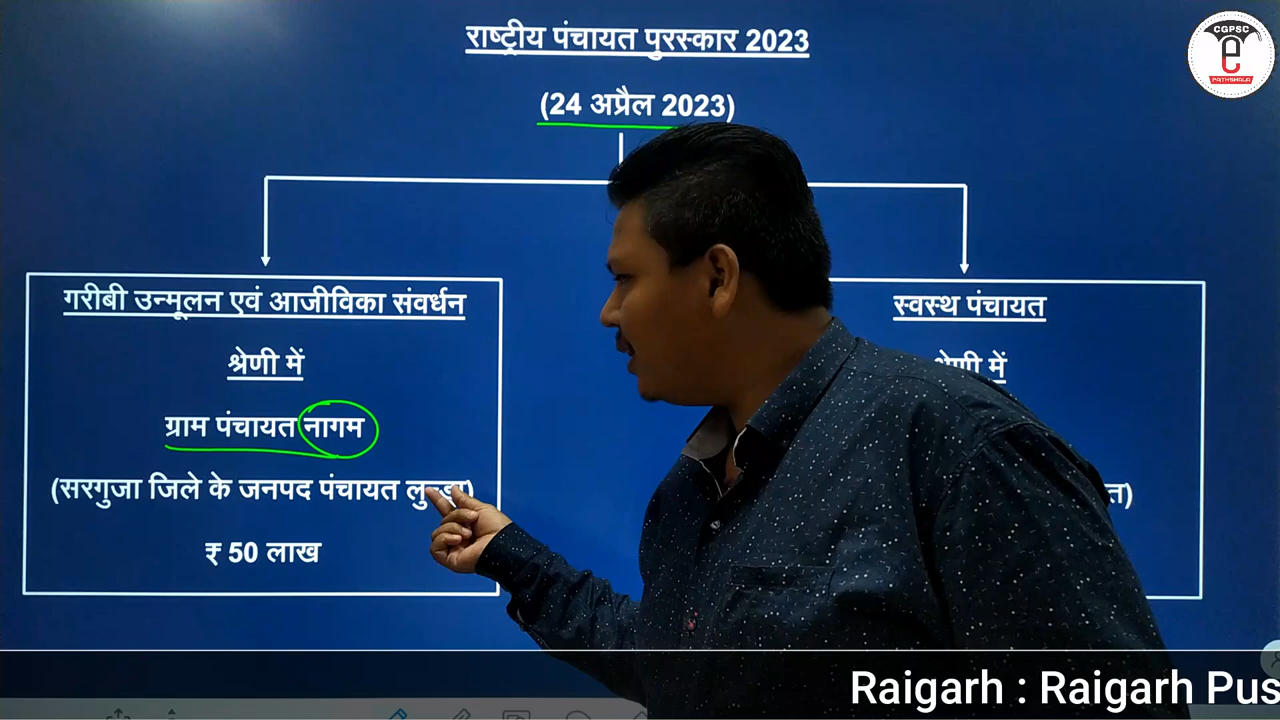 राष्ट्रीय पंचायत पुरस्कार 2023
(24 अप्रैल 2023)
गरीबी उन्मूलन एवं आजीविका संवर्धन
श्रेणी में
ग्राम पंचायत नागम
(सरगुजा जिले के जनपद पंचायत
₹ 50 लाख
स्वस्थ पंचायत
में
CGPSC
PATHSHALA
Raigarh : Raigarh Pus